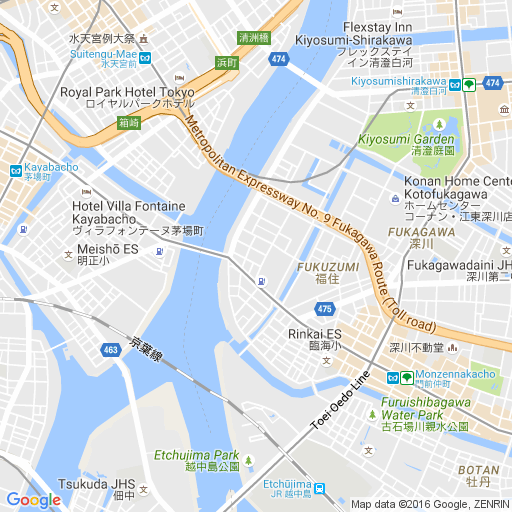 水天宮例大祭
Suitengu-Mae
水天宮前
清洲橋
浜町
474
Flexstay Inn
Kiyosumi-Shirakawa
フレックステイ
イン清澄白河
Kiyosumishirakawa
清澄白河
474
Royal Park Hotel Tokyo
ロイヤルパークホテル
箱崎
Kiyosumi Garden
清澄庭園
Metropolitan Expressway No. 9 Fukagawa Route (Toll road)
Kayabacho
茅場町
Hotel Villa Fontaine
Kayabacho
ヴィラフォンテーヌ茅場町
Konan Home Center
Kotofukagawa
ホームセンター
コーナン・江東深川店
Meishō ES
明正小
FUKAGAWA
深川
FUKUZUMI
福住
Fukagawadaini JH
深川第二中
475
Rinkai ES
臨海小
深川不動堂
京葉線
463
Monzennakacho
門前仲町
Toei-Oedo Line
Furuishibagawa
Water Park
古石場川親水公園
Etchujima Park
越中島公園
BOTAN
牡丹
Tsukuda JHS
佃中
Etchūjima
JR 越中島
Google
Map data ©2016 Google, ZENRIN